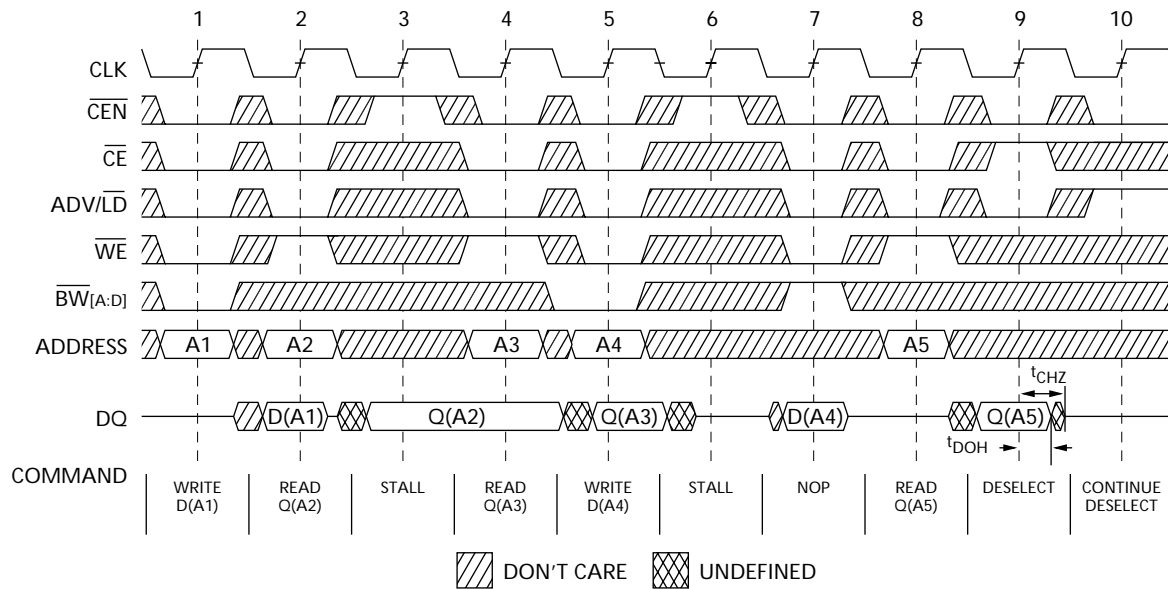 1 2 3 4 5 6 7 8 9 10
CLK
CEN
CE
ADV/LD
WE
BW[A:D]
ADDRESS A1 A2 A3 A4 A5
tCHZ
DQ D(A1) Q(A2) Q(A3) D(A4) Q(A5)
tDOH
COMMAND
WRITE D(A1)
READ Q(A2)
STALL
READ Q(A3)
WRITE D(A4)
STALL
NOP
READ Q(A5)
DESELECT
CONTINUE DESELECT
DON'T CARE UNDEFINED